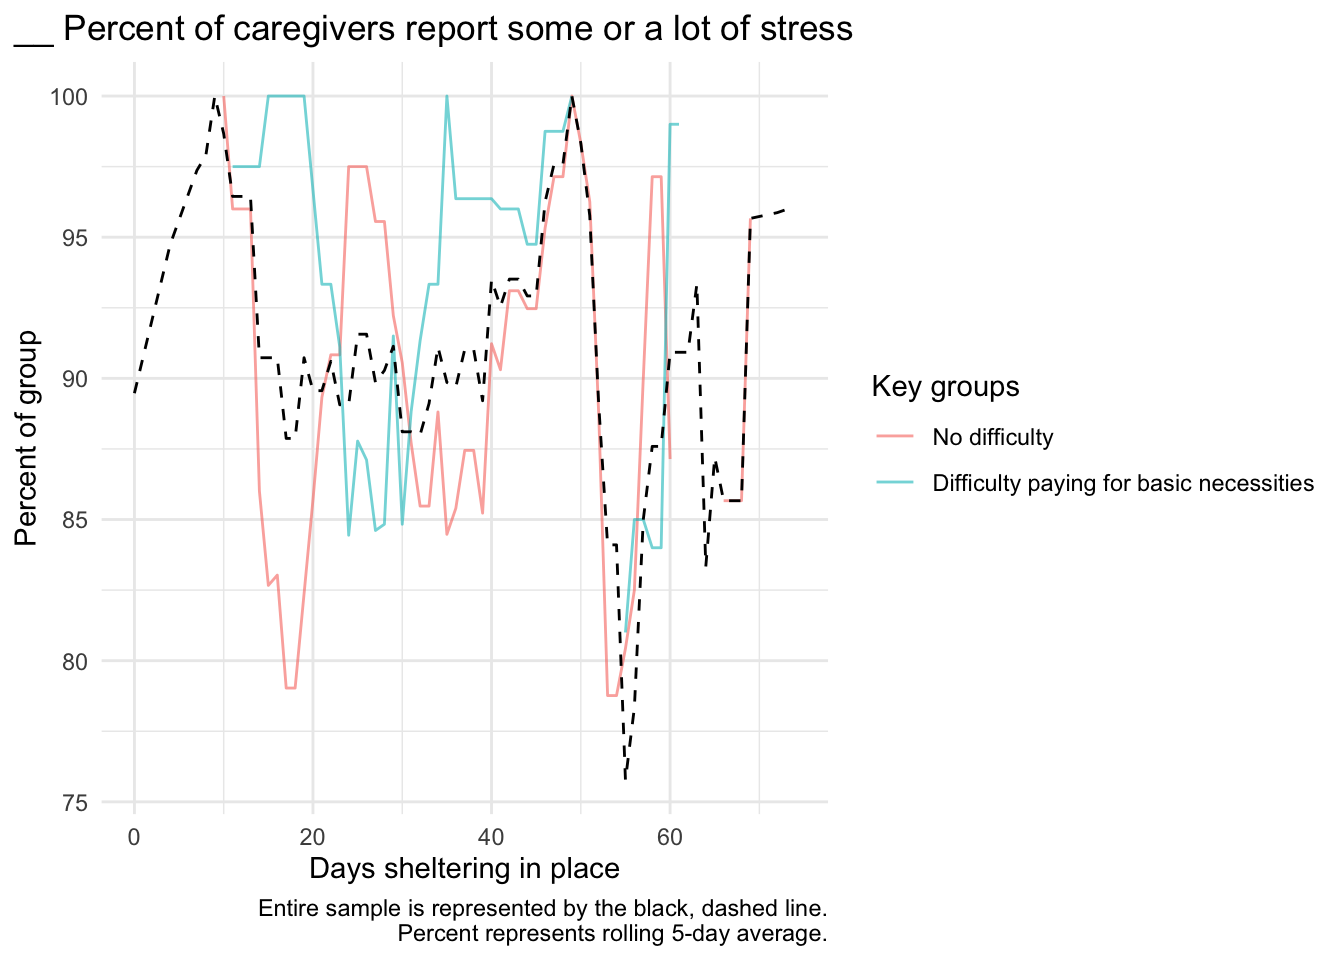 __ Percent of caregivers report some or a lot of stress
100
95
90
85
80
75
Percent of group
0 20 40 60
Days sheltering in place
Key groups
No difficulty
Difficulty paying for basic necessities
Entire sample is represented by the black, dashed line.
Percent represents rolling 5-day average.